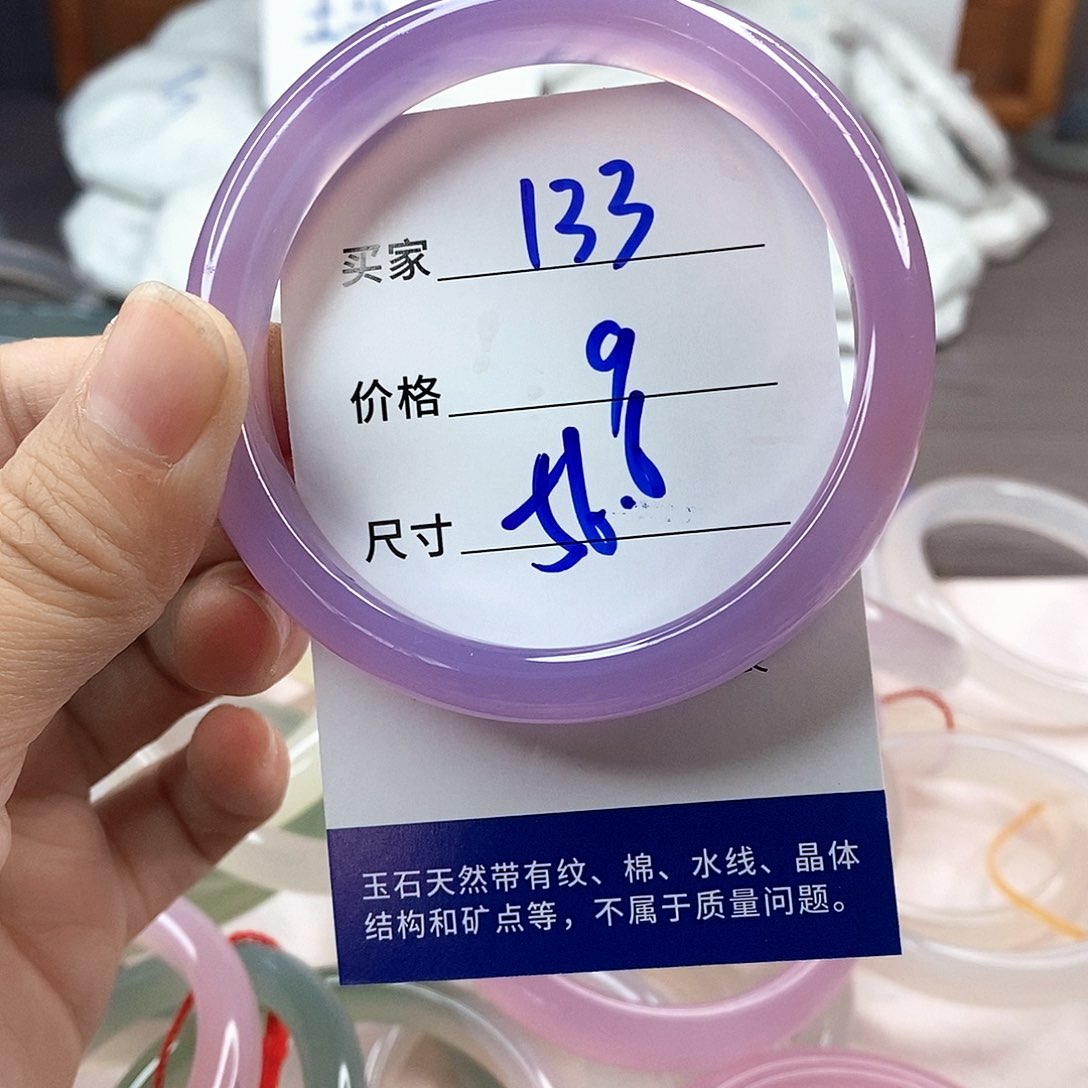 买家 133
价格 9
尺寸 56.6
玉石天然带有纹、棉、水线、晶体
结构和矿点等，不属于质量问题。